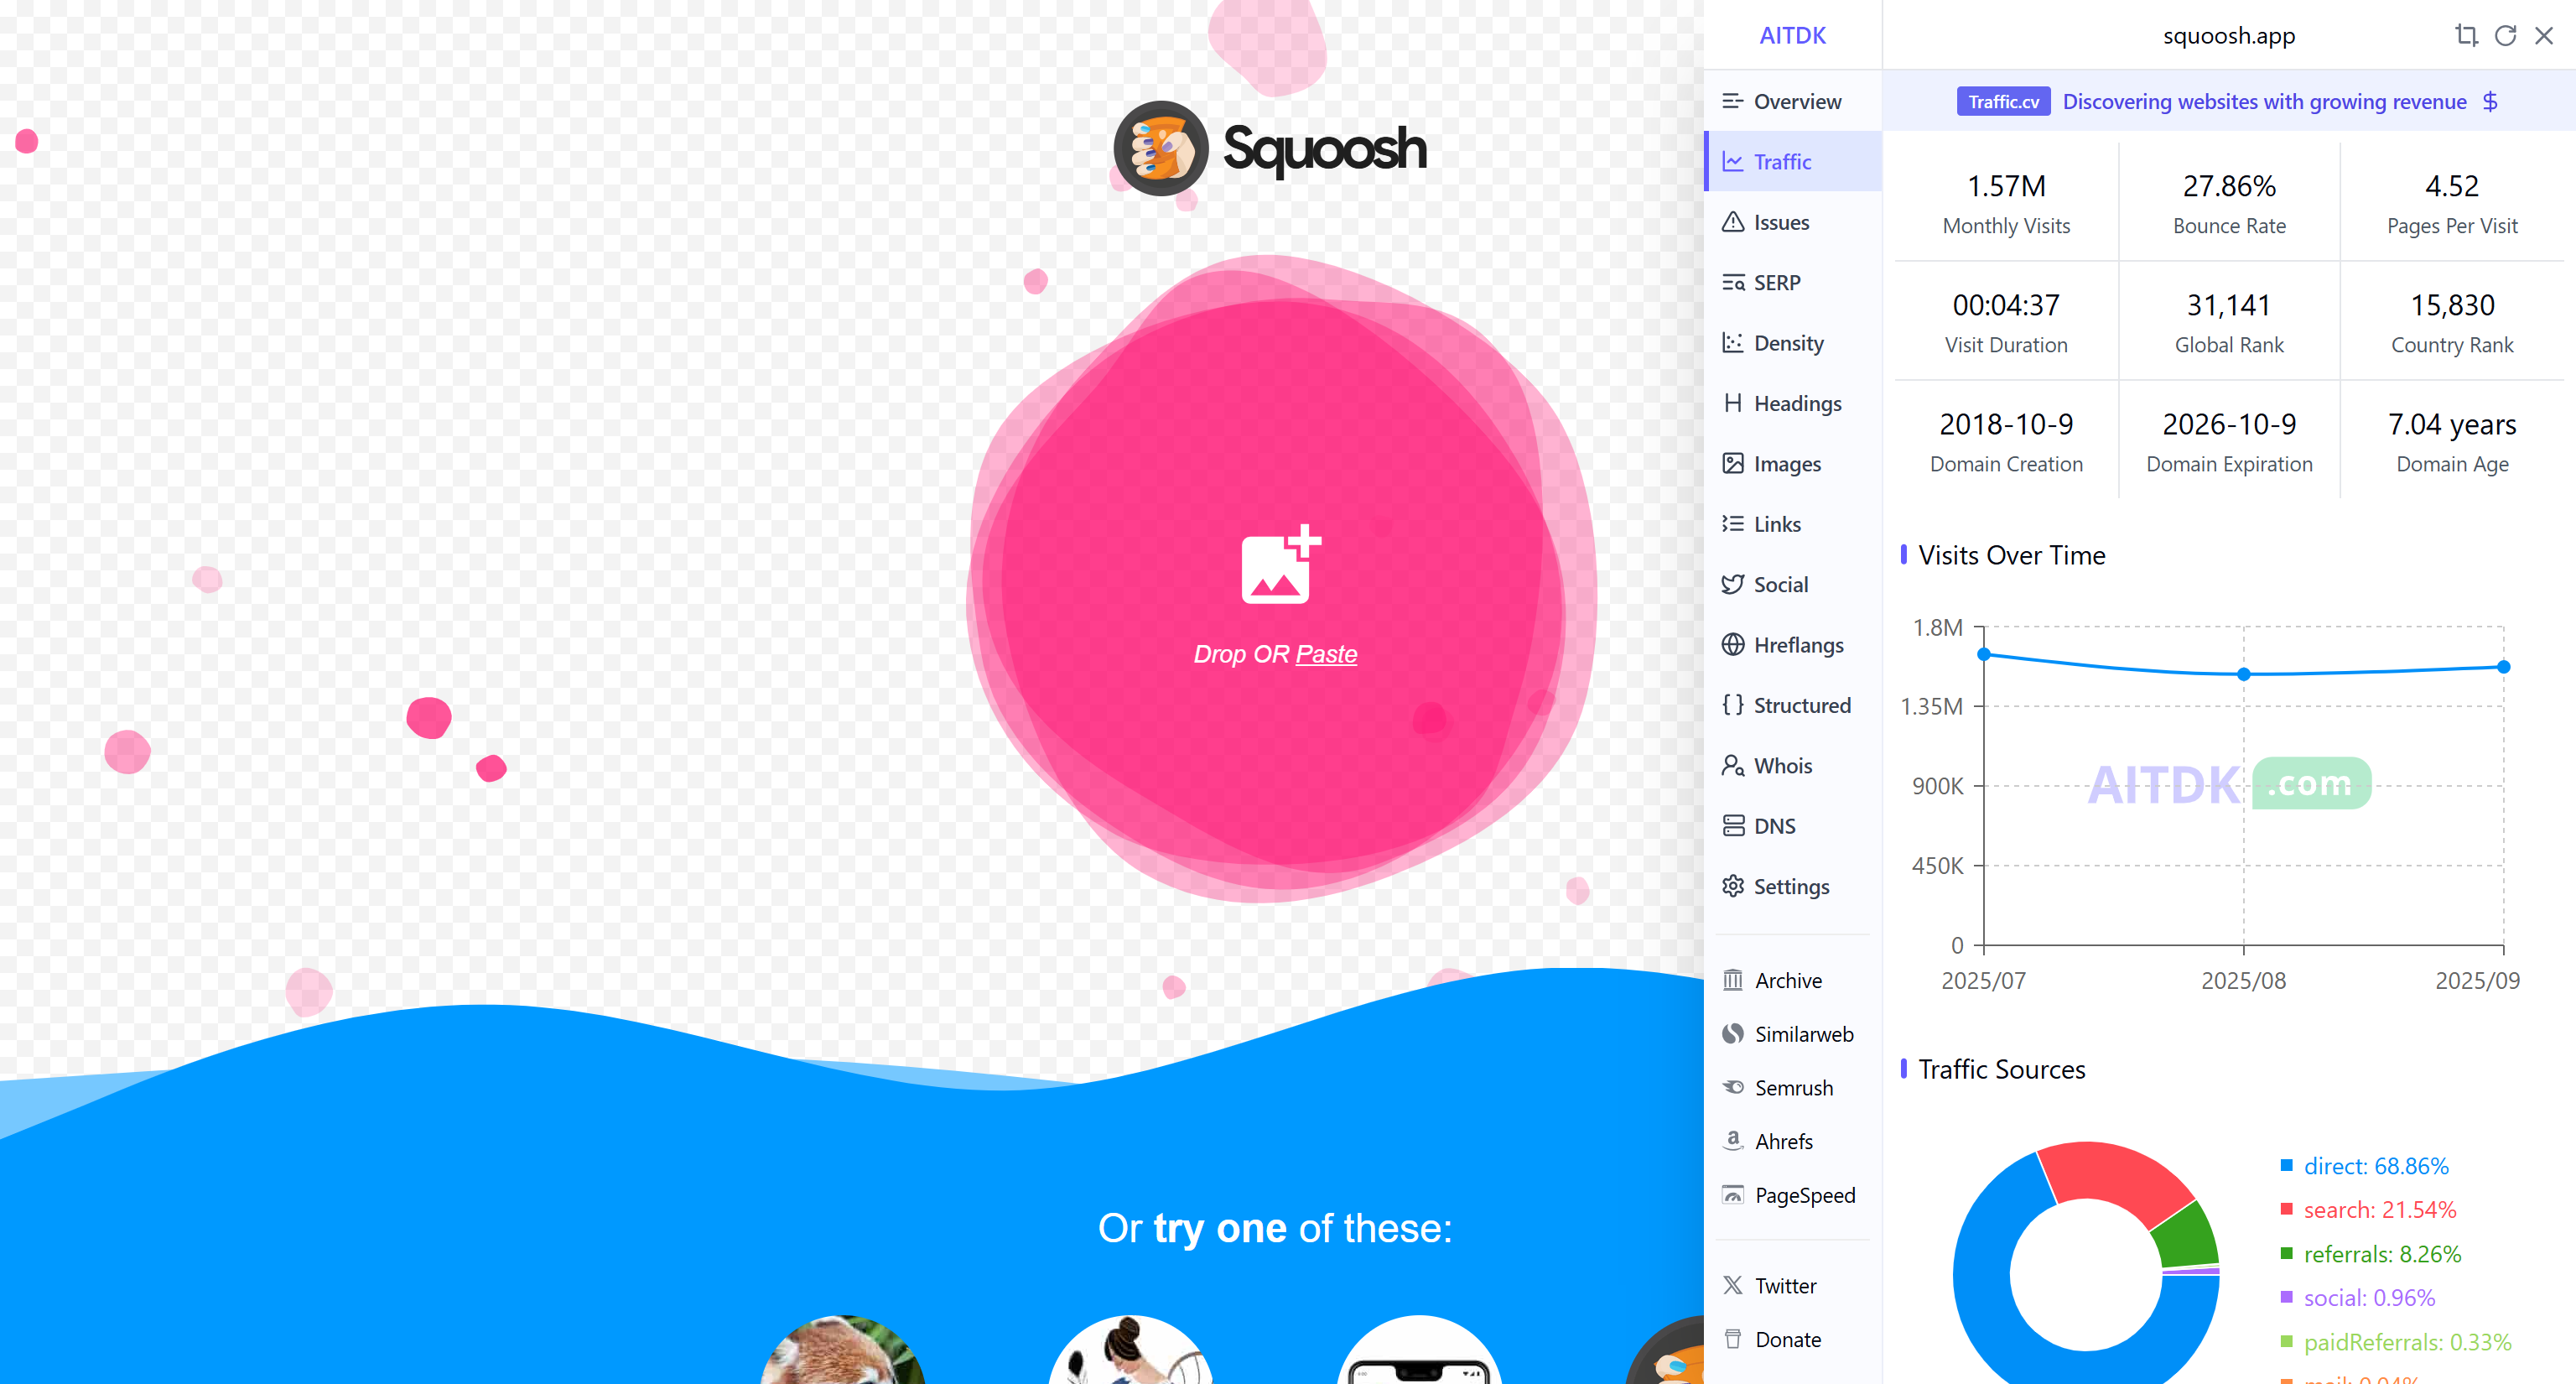 Squoosh
Drop OR Paste
Or try one of these:
AITDK
Overview
Traffic
Issues
SERP
Density
Headings
Images
Links
Social
Hreflangs
Structured
Whois
DNS
Settings
Archive
Similarweb
Semrush
Ahrefs
PageSpeed
Twitter
Donate
squoosh.app
Traffic.cv Discovering websites with growing revenue $
1.57M 27.86% 4.52
Monthly Visits Bounce Rate Pages Per Visit
00:04:37 31,141 15,830
Visit Duration Global Rank Country Rank
2018-10-9 2026-10-9 7.04 years
Domain Creation Domain Expiration Domain Age
Visits Over Time
1.8M
1.35M
900K
450K
0
AITDK .com
2025/07 2025/08 2025/09
Traffic Sources
direct: 68.86%
search: 21.54%
referrals: 8.26%
social: 0.96%
paidReferrals: 0.33%
mail: 0.04%